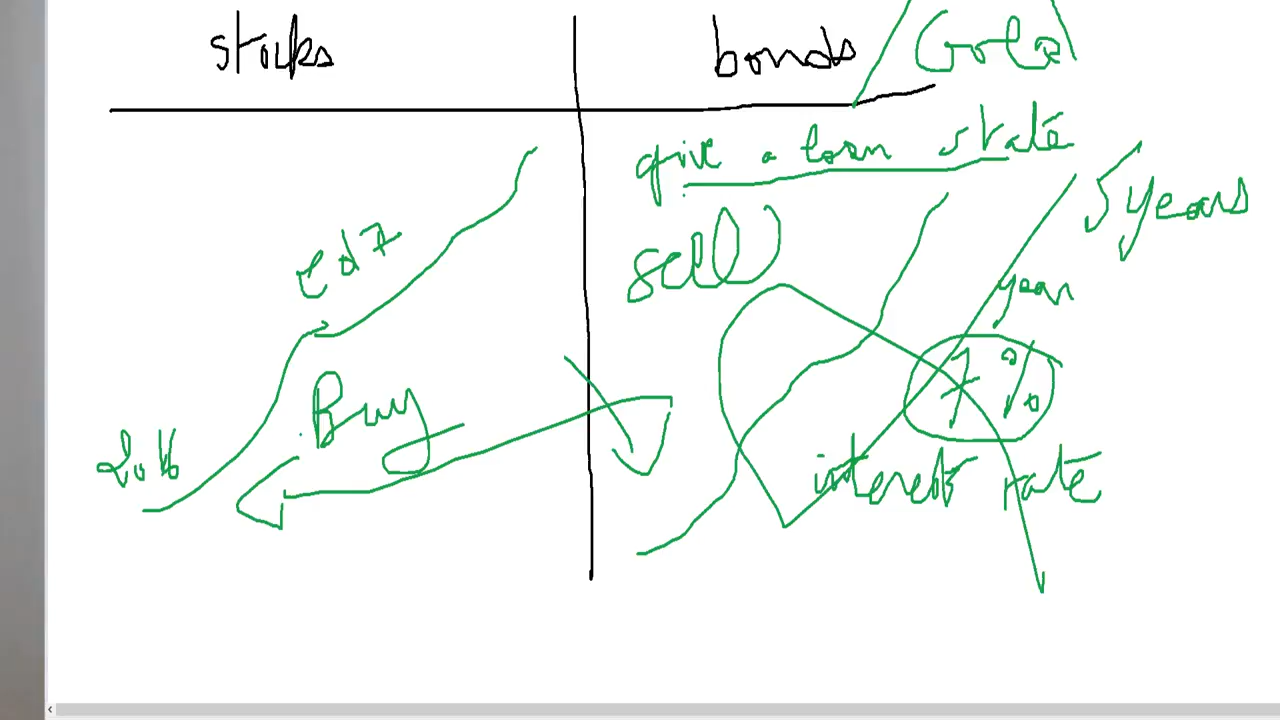 stocks
bonds
Gold
give a loan state
5 years
sell
year
7%
Buy
interest rate